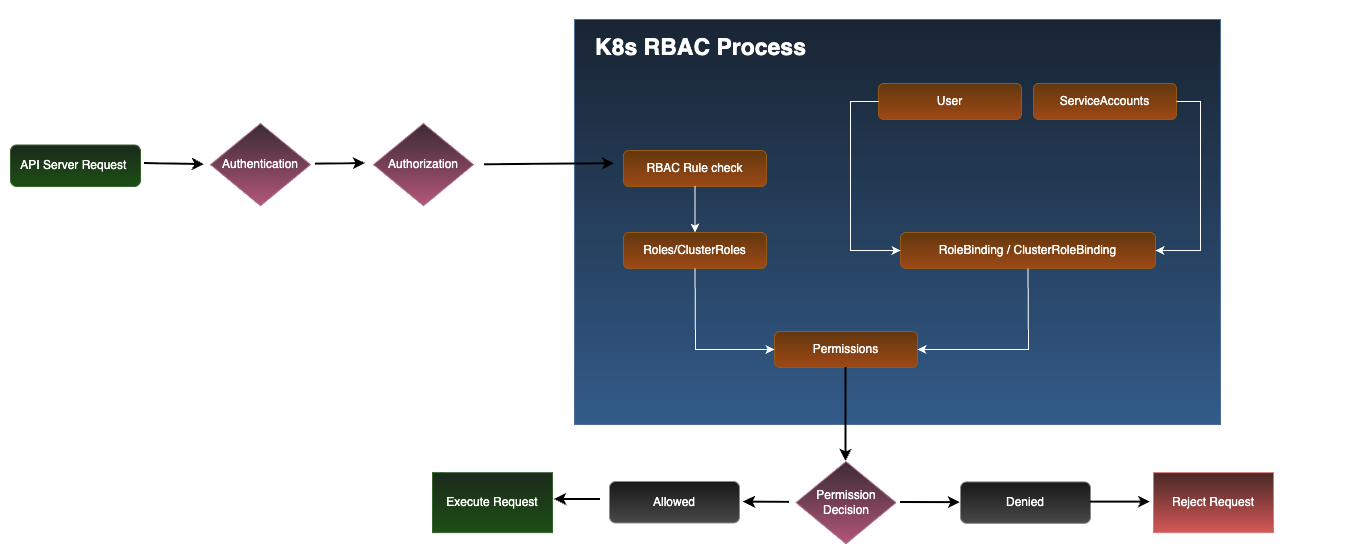 K8s RBAC Process
User
ServiceAccounts
API Server Request
Authentication
Authorization
RBAC Rule check
Roles/ClusterRoles
RoleBinding / ClusterRoleBinding
Permissions
Execute Request
Allowed
Permission
Decision
Denied
Reject Request